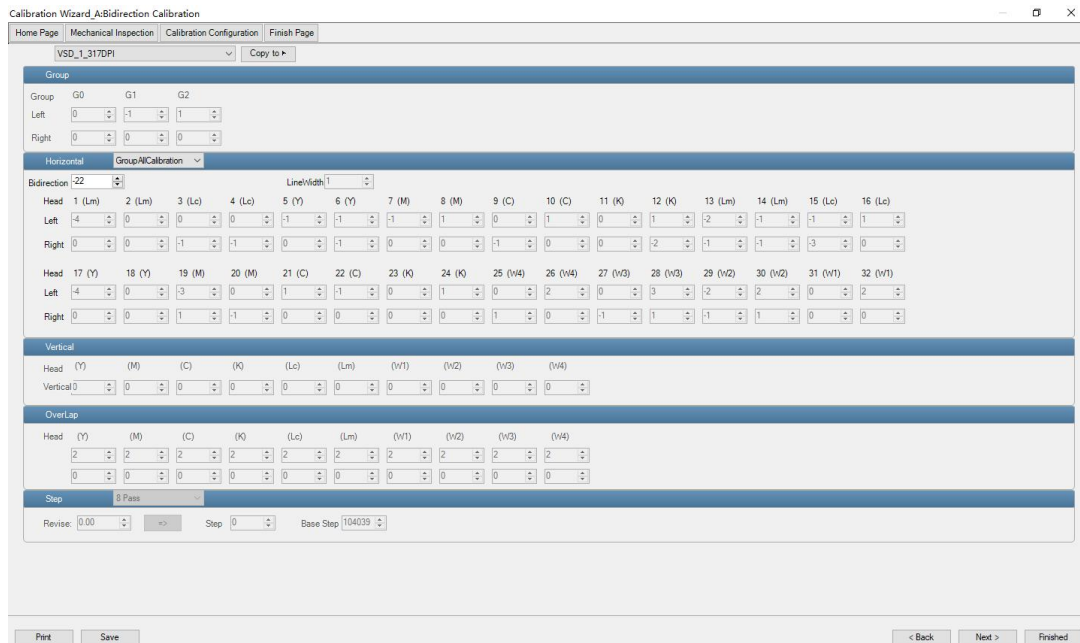 Calibration Wizard_A:Bidirection Calibration
Home Page Mechanical Inspection Calibration Configuration Finish Page
VSD_1_317DPI Copy to
Group
Group G0 G1 G2
Left 0 -1 1
Right 0 0 0
Horizontal GroupAllCalibration
Bidirection -22 LineWidth 1
Head 1 (Lm) 2 (Lm) 3 (Lc) 4 (Lc) 5 (Y) 6 (Y) 7 (M) 8 (M) 9 (C) 10 (C) 11 (K) 12 (K) 13 (Lm) 14 (Lm) 15 (Lc) 16 (Lc)
Left -4 0 0 0 -1 -1 -1 1 0 1 0 1 -2 -1 -1 1
Right 0 0 -1 -1 0 -1 0 0 -1 0 0 -2 -1 -1 -3 0
Head 17 (Y) 18 (Y) 19 (M) 20 (M) 21 (C) 22 (C) 23 (K) 24 (K) 25 (W4) 26 (W4) 27 (W3) 28 (W3) 29 (W2) 30 (W2) 31 (W1) 32 (W1)
Left -4 0 -3 0 1 -1 0 1 0 2 0 3 -2 2 0 2
Right 0 0 1 -1 0 0 0 0 1 0 -1 1 -1 1 0 0
Vertical
Head (Y) (M) (C) (K) (Lc) (Lm) (W1) (W2) (W3) (W4)
Vertical 0 0 0 0 0 0 0 0 0 0
OverLap
Head (Y) (M) (C) (K) (Lc) (Lm) (W1) (W2) (W3) (W4)
2 2 2 2 2 2 2 2 2 2
0 0 0 0 0 0 0 0 0 0
Step 8 Pass
Revise: 0.00 => Step 0 Base Step 104039
Print Save < Back Next > Finished